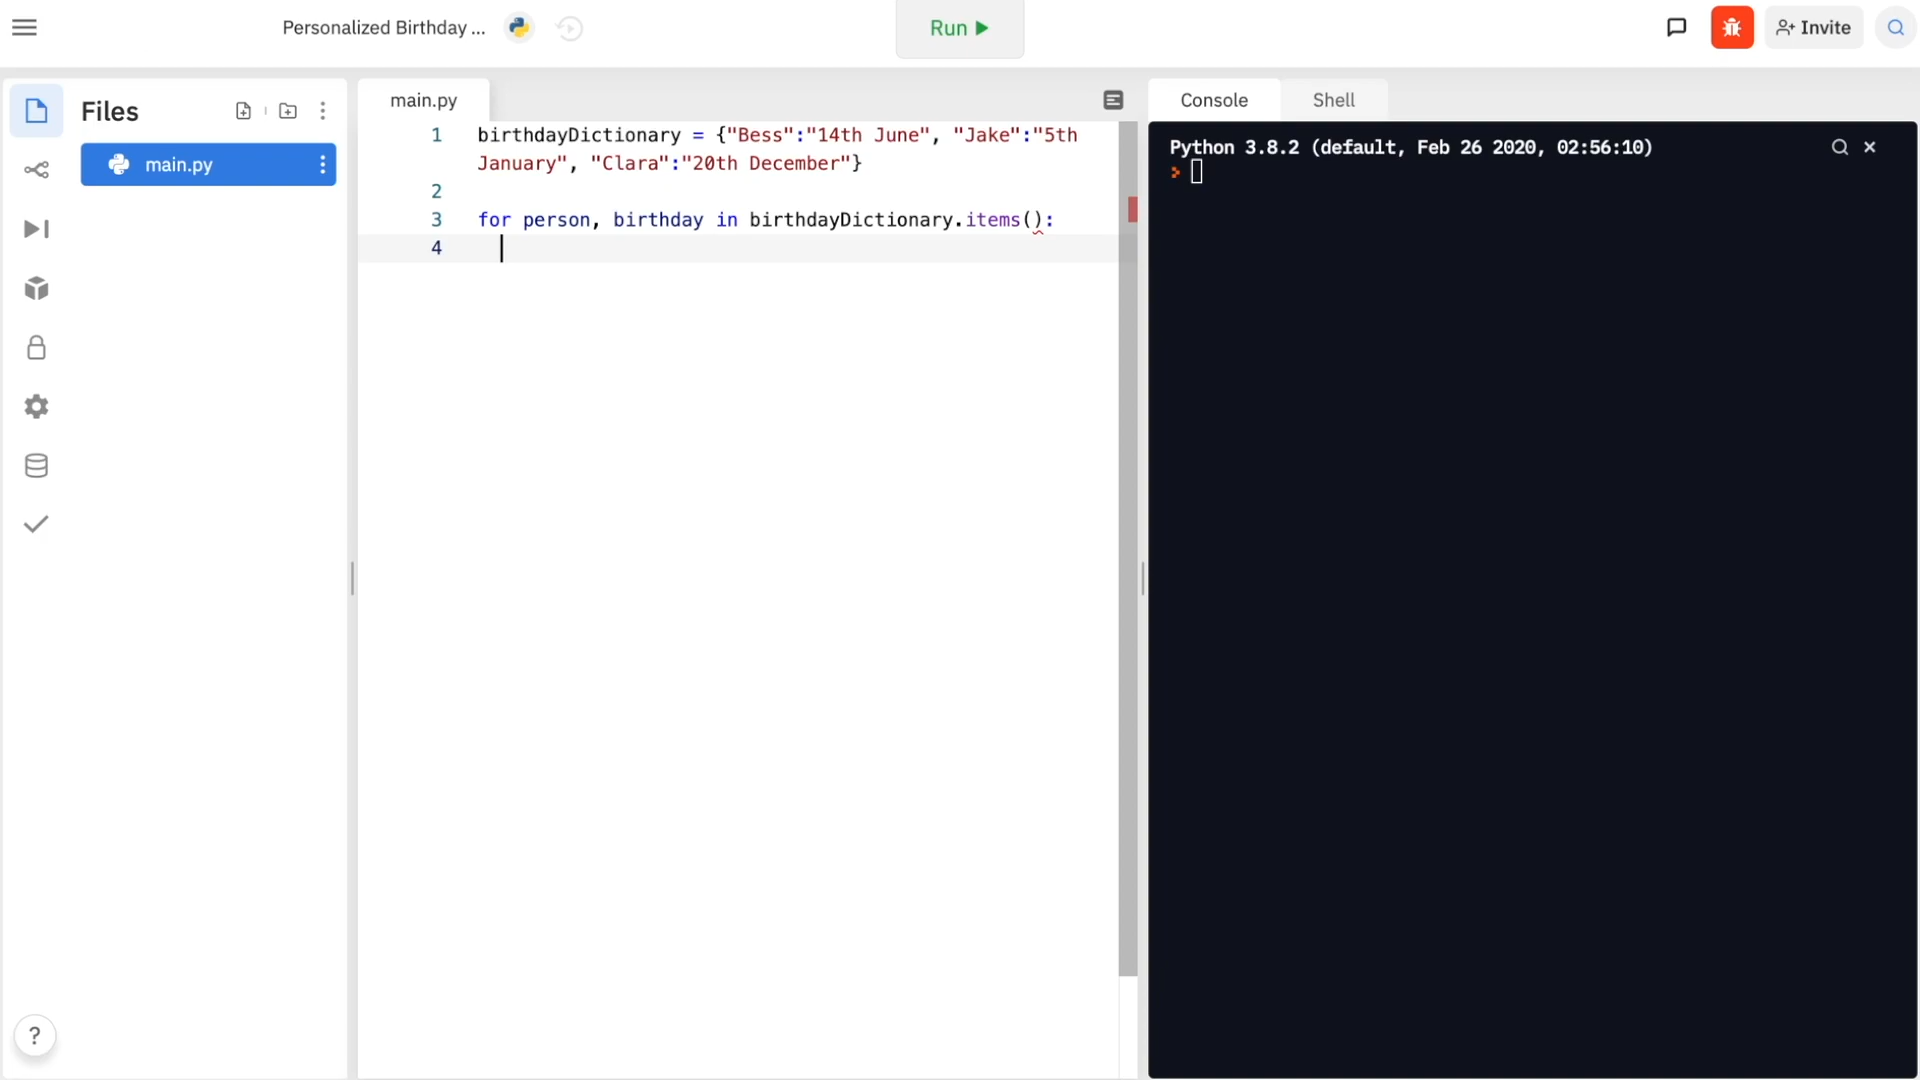 Personalized Birthday ...
Run
Invite
Files
main.py
main.py
Console
Shell
1 birthdayDictionary = {"Bess":"14th June", "Jake":"5th
January", "Clara":"20th December"}
2
3 for person, birthday in birthdayDictionary.items():
4
Python 3.8.2 (default, Feb 26 2020, 02:56:10)
?